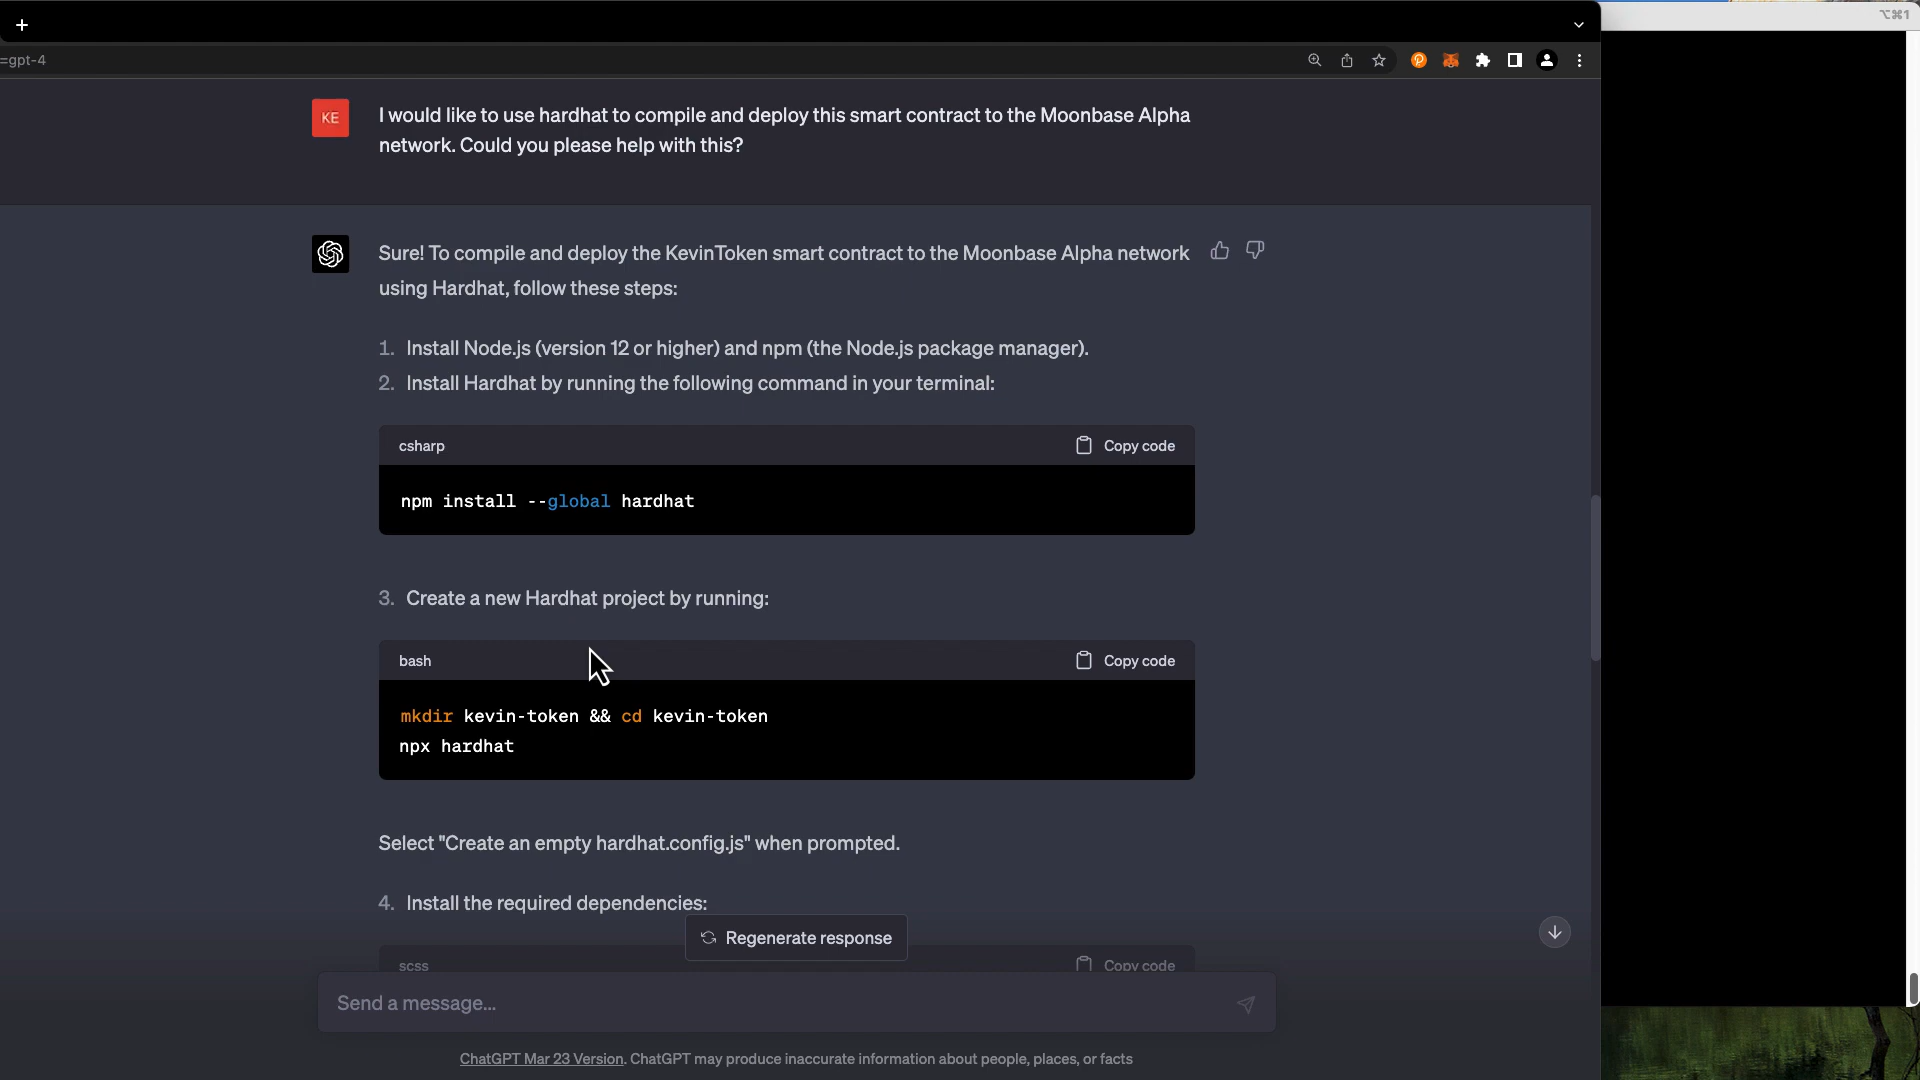 ⌥⌘1
=gpt-4
KE
I would like to use hardhat to compile and deploy this smart contract to the Moonbase Alpha
network. Could you please help with this?
Sure! To compile and deploy the KevinToken smart contract to the Moonbase Alpha network
using Hardhat, follow these steps:
1. Install Node.js (version 12 or higher) and npm (the Node.js package manager).
2. Install Hardhat by running the following command in your terminal:
csharp Copy code
npm install --global hardhat
3. Create a new Hardhat project by running:
bash Copy code
mkdir kevin-token && cd kevin-token
npx hardhat
Select "Create an empty hardhat.config.js" when prompted.
4. Install the required dependencies:
Regenerate response
scss Copy code
Send a message...
ChatGPT Mar 23 Version. ChatGPT may produce inaccurate information about people, places, or facts